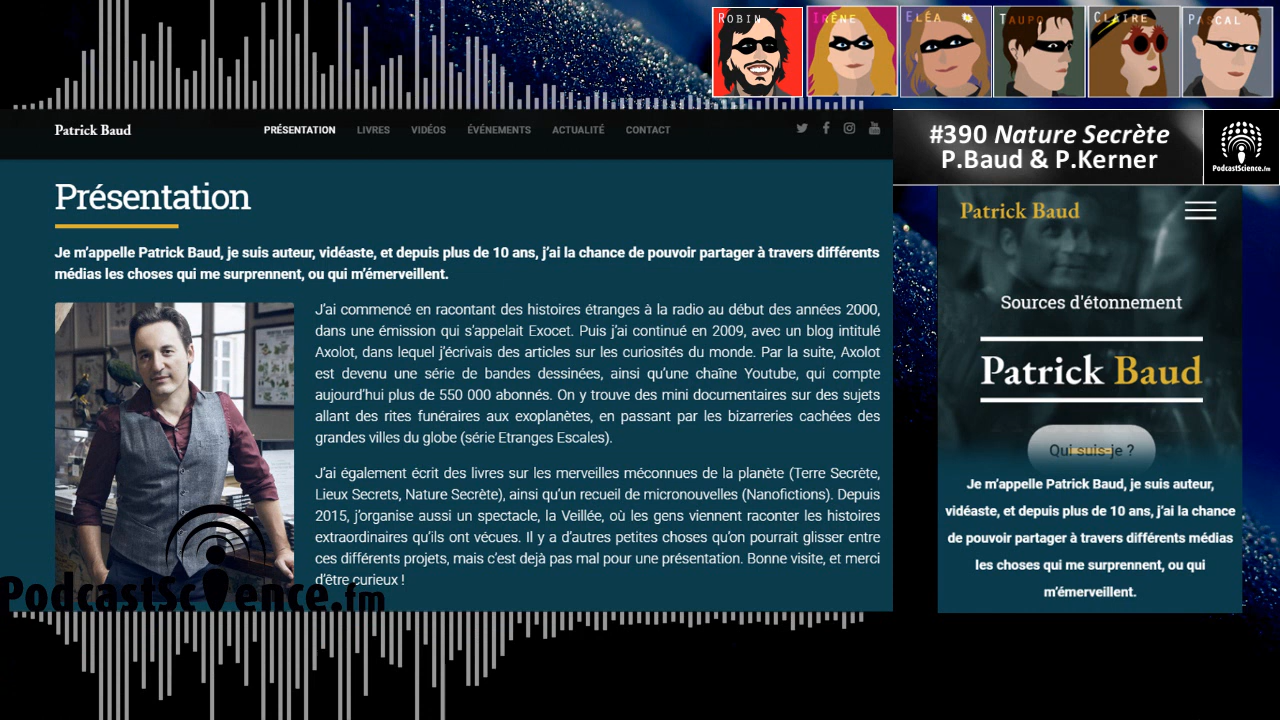 ROBIN
IRÈNE
ELÉA
TAUPO
CLAIRE
PASCAL
Patrick Baud
PRÉSENTATION
LIVRES
VIDÉOS
ÉVÉNEMENTS
ACTUALITÉ
CONTACT
#390 Nature Secrète
P.Baud & P.Kerner
PodcastScience.fm
Présentation
Je m'appelle Patrick Baud, je suis auteur, vidéaste, et depuis plus de 10 ans, j'ai la chance de pouvoir partager à travers différents
médias les choses qui me surprennent, ou qui m'émerveillent.
J'ai commencé en racontant des histoires étranges à la radio au début des années 2000,
dans une émission qui s'appelait Exocet. Puis j'ai continué en 2009, avec un blog intitulé
Axolot, dans lequel j'écrivais des articles sur les curiosités du monde. Par la suite, Axolot
est devenu une série de bandes dessinées, ainsi qu'une chaîne Youtube, qui compte
aujourd'hui plus de 550 000 abonnés. On y trouve des mini documentaires sur des sujets
allant des rites funéraires aux exoplanètes, en passant par les bizarreries cachées des
grandes villes du globe (série Etranges Escales).
J'ai également écrit des livres sur les merveilles méconnues de la planète (Terre Secrète,
Lieux Secrets, Nature Secrète), ainsi qu'un recueil de micronouvelles (Nanofictions). Depuis
2015, j'organise aussi un spectacle, la Veillée, où les gens viennent raconter les histoires
extraordinaires qu'ils ont vécues. Il y a d'autres petites choses qu'on pourrait glisser entre
ces différents projets, mais c'est dejà pas mal pour une présentation. Bonne visite, et merci
d'être curieux !
PodcastScience.fm
Patrick Baud
Sources d'étonnement
Patrick Baud
Qui suis-je ?
Je m'appelle Patrick Baud, je suis auteur,
vidéaste, et depuis plus de 10 ans, j'ai la chance
de pouvoir partager à travers différents médias
les choses qui me surprennent, ou qui
m'émerveillent.